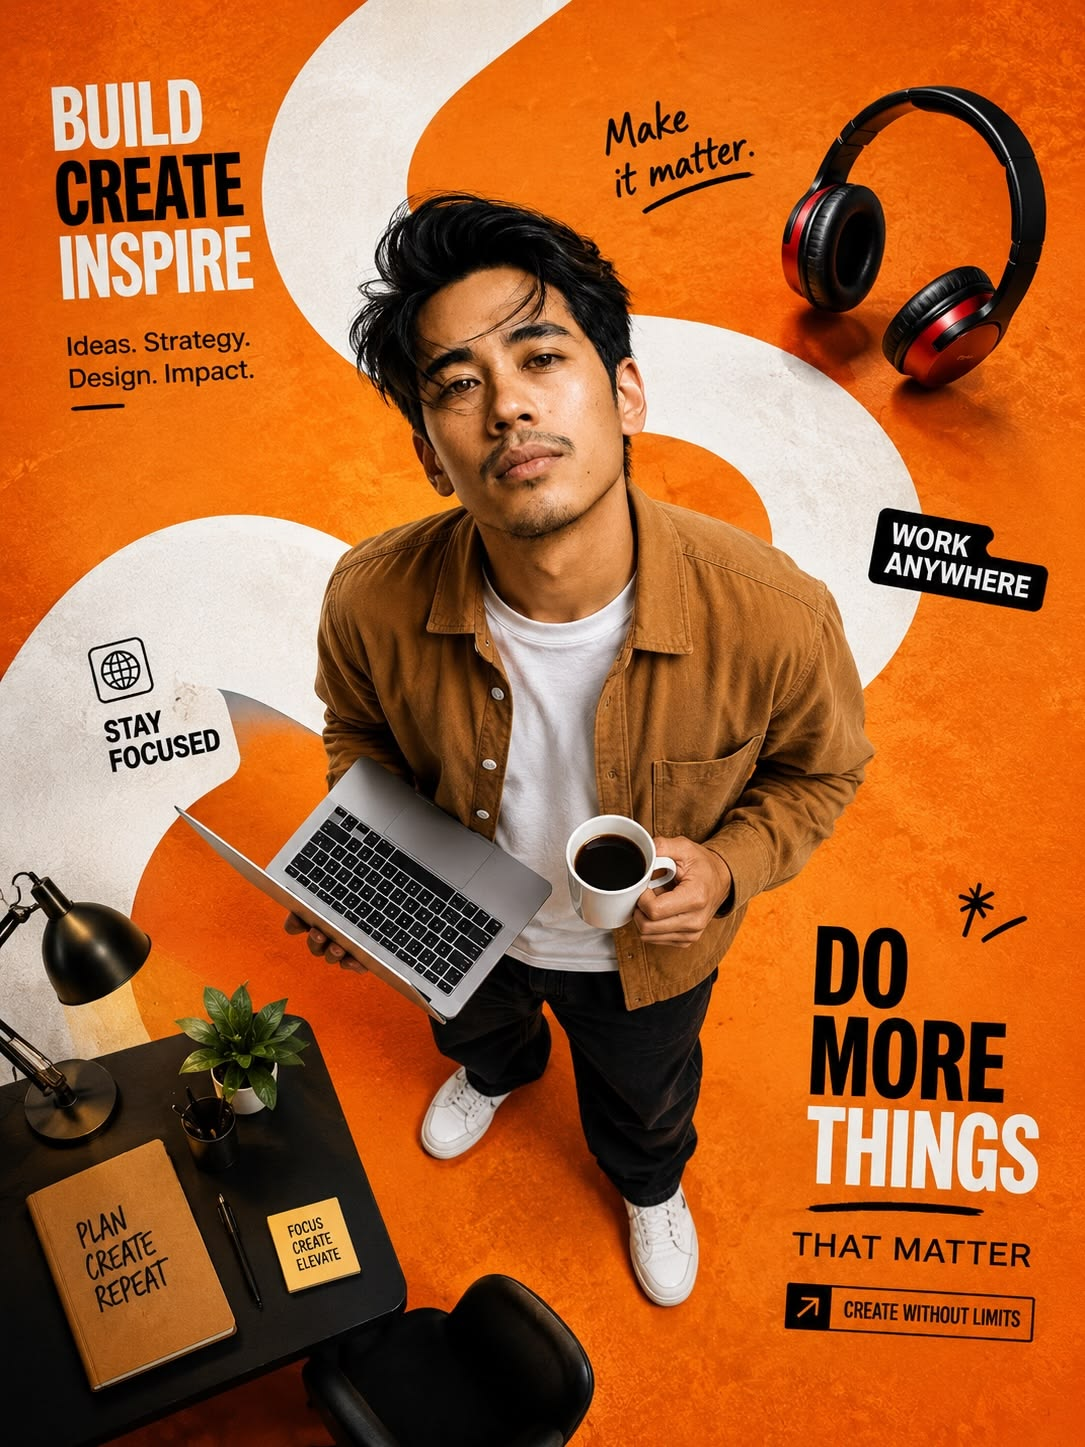 BUILD
CREATE
INSPIRE
Ideas. Strategy.
Design. Impact.
Make
it matter.
WORK
ANYWHERE
STAY
FOCUSED
DO
MORE
THINGS
THAT MATTER
CREATE WITHOUT LIMITS
PLAN
CREATE
REPEAT
FOCUS
CREATE
ELEVATE